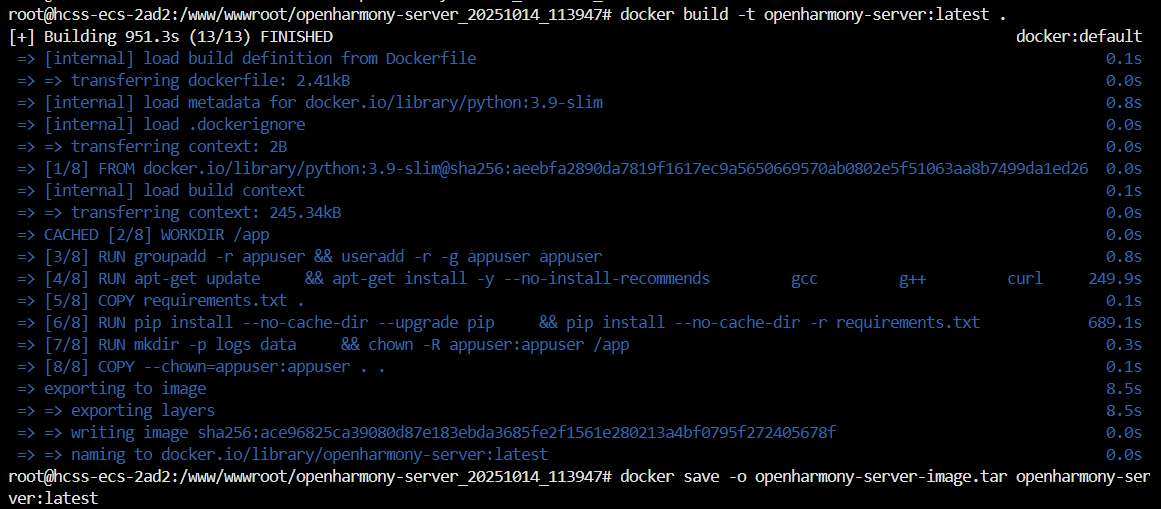 root@hcss-ecs-2ad2:/www/wwwroot/openharmony-server_20251014_113947# docker build -t openharmony-server:latest .
[+] Building 951.3s (13/13) FINISHED docker:default
=> [internal] load build definition from Dockerfile 0.1s
=> => transferring dockerfile: 2.41kB 0.0s
=> [internal] load metadata for docker.io/library/python:3.9-slim 0.8s
=> [internal] load .dockerignore 0.0s
=> => transferring context: 2B 0.0s
=> [1/8] FROM docker.io/library/python:3.9-slim@sha256:aeebfa2890da7819f1617ec9a5650669570ab0802e5f51063aa8b7499da1ed26 0.0s
=> [internal] load build context 0.1s
=> => transferring context: 245.34kB 0.0s
=> CACHED [2/8] WORKDIR /app 0.0s
=> [3/8] RUN groupadd -r appuser && useradd -r -g appuser appuser 0.8s
=> [4/8] RUN apt-get update && apt-get install -y --no-install-recommends gcc g++ curl 249.9s
=> [5/8] COPY requirements.txt . 0.1s
=> [6/8] RUN pip install --no-cache-dir --upgrade pip && pip install --no-cache-dir -r requirements.txt 689.1s
=> [7/8] RUN mkdir -p logs data && chown -R appuser:appuser /app 0.3s
=> [8/8] COPY --chown=appuser:appuser . . 0.1s
=> exporting to image 8.5s
=> => exporting layers 8.5s
=> => writing image sha256:ace96825ca39080d87e183ebda3685fe2f1561e280213a4bf0795f272405678f 0.0s
=> => naming to docker.io/library/openharmony-server:latest 0.0s
root@hcss-ecs-2ad2:/www/wwwroot/openharmony-server_20251014_113947# docker save -o openharmony-server-image.tar openharmony-ser
ver:latest